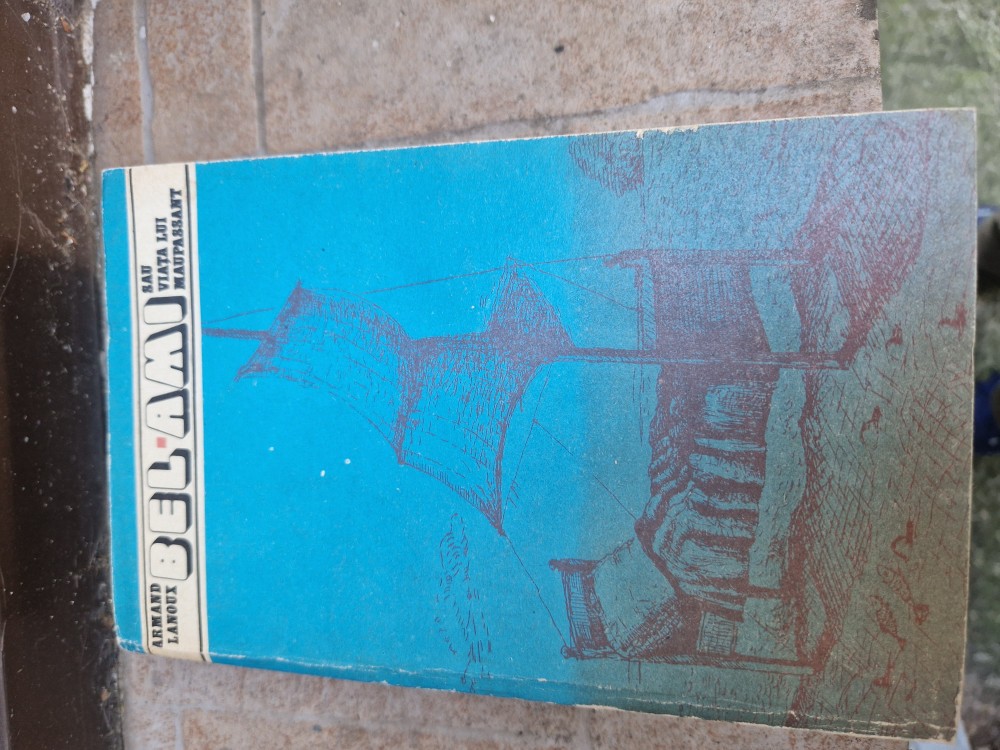 ARMAND
LANOUX
BEL-AMI
SAU
VIAȚA LUI
MAUPASSANT